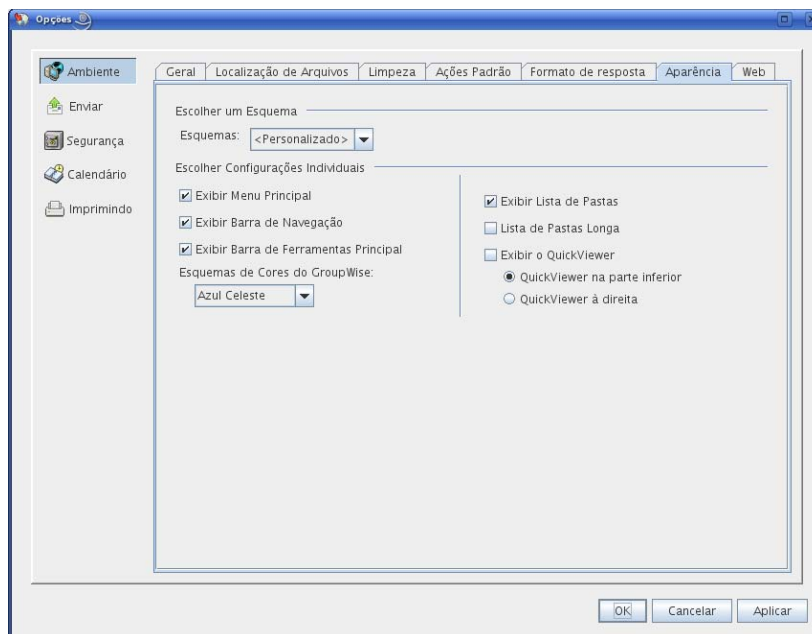 Opções
Ambiente
Enviar
Segurança
Calendário
Imprimindo
Geral
Localização de Arquivos
Limpeza
Ações Padrão
Formato de resposta
Aparência
Web
Escolher um Esquema
Esquemas:
<Personalizado>
Escolher Configurações Individuais
Exibir Menu Principal
Exibir Barra de Navegação
Exibir Barra de Ferramentas Principal
Esquemas de Cores do GroupWise:
Azul Celeste
Exibir Lista de Pastas
Lista de Pastas Longa
Exibir o QuickViewer
QuickViewer na parte inferior
QuickViewer à direita
OK
Cancelar
Aplicar